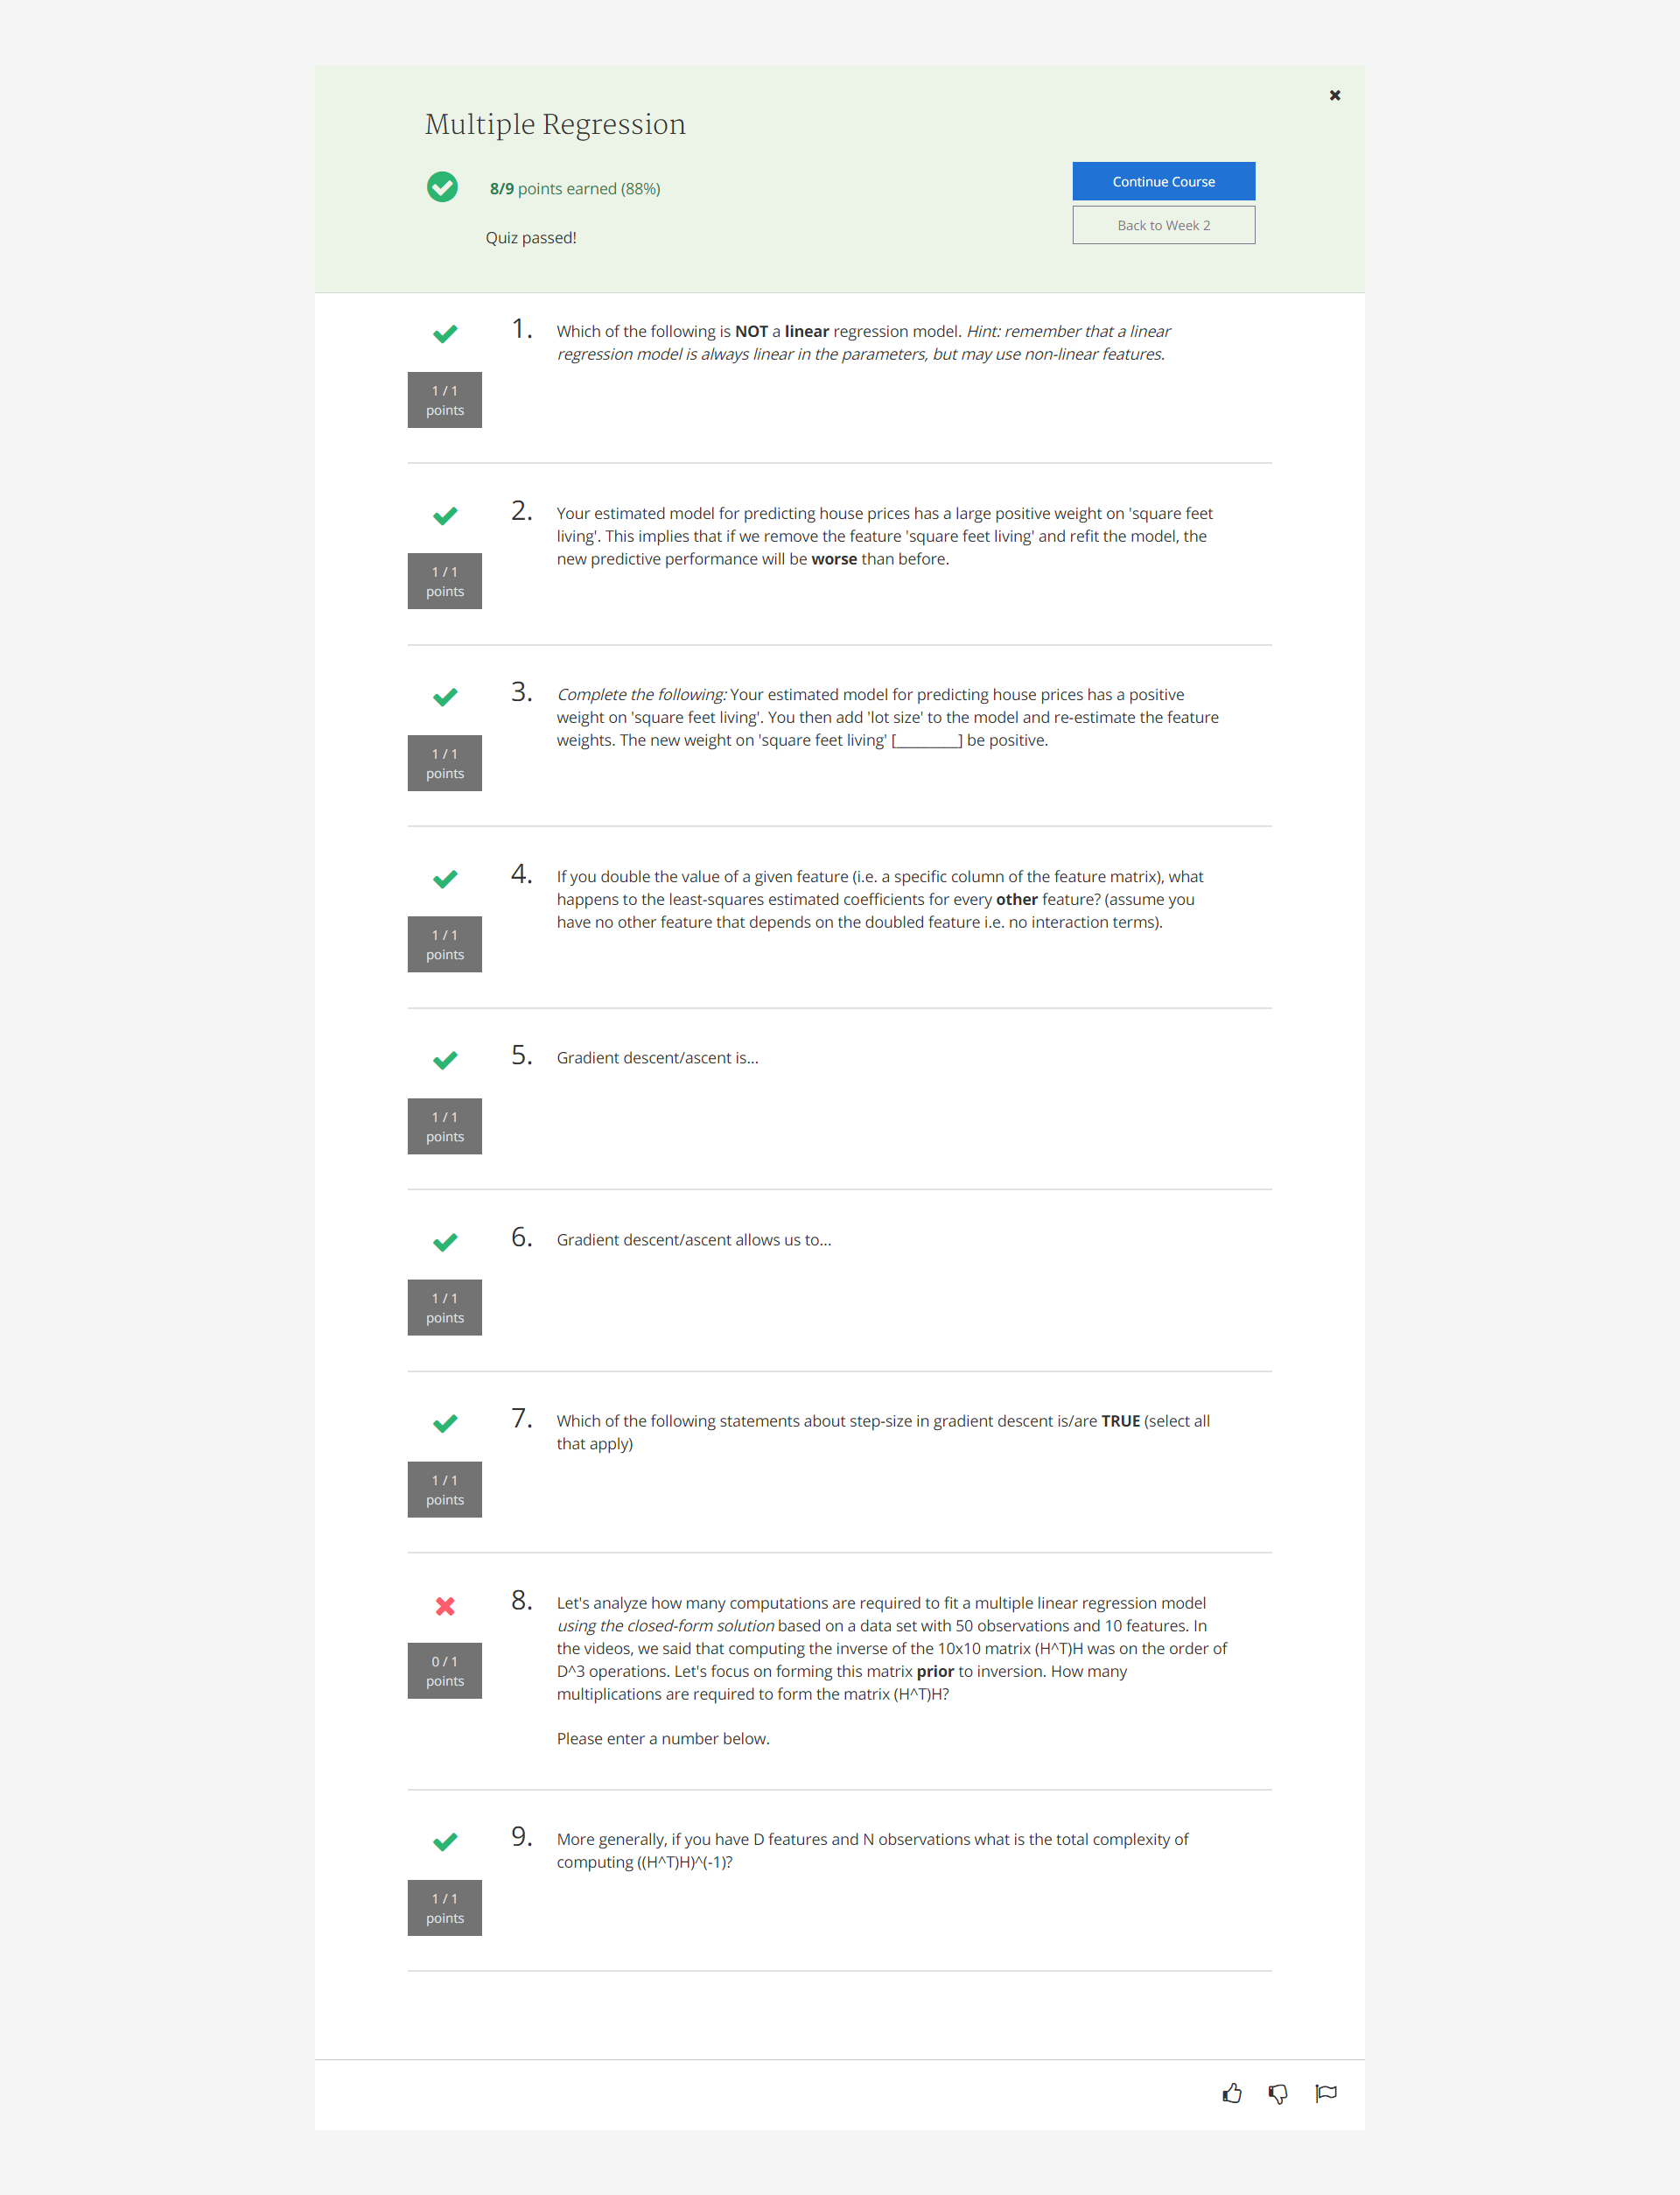 Multiple Regression
8/9 points earned (88%)
Quiz passed!
Continue Course
Back to Week 2
1 / 1
points
1. Which of the following is NOT a linear regression model. Hint: remember that a linear
regression model is always linear in the parameters, but may use non-linear features.
1 / 1
points
2. Your estimated model for predicting house prices has a large positive weight on 'square feet
living'. This implies that if we remove the feature 'square feet living' and refit the model, the
new predictive performance will be worse than before.
1 / 1
points
3. Complete the following: Your estimated model for predicting house prices has a positive
weight on 'square feet living'. You then add 'lot size' to the model and re-estimate the feature
weights. The new weight on 'square feet living' [_________] be positive.
1 / 1
points
4. If you double the value of a given feature (i.e. a specific column of the feature matrix), what
happens to the least-squares estimated coefficients for every other feature? (assume you
have no other feature that depends on the doubled feature i.e. no interaction terms).
1 / 1
points
5. Gradient descent/ascent is...
1 / 1
points
6. Gradient descent/ascent allows us to...
1 / 1
points
7. Which of the following statements about step-size in gradient descent is/are TRUE (select all
that apply)
0 / 1
points
8. Let's analyze how many computations are required to fit a multiple linear regression model
using the closed-form solution based on a data set with 50 observations and 10 features. In
the videos, we said that computing the inverse of the 10x10 matrix (H^T)H was on the order of
D^3 operations. Let's focus on forming this matrix prior to inversion. How many
multiplications are required to form the matrix (H^T)H?
Please enter a number below.
1 / 1
points
9. More generally, if you have D features and N observations what is the total complexity of
computing ((H^T)H)^(-1)?